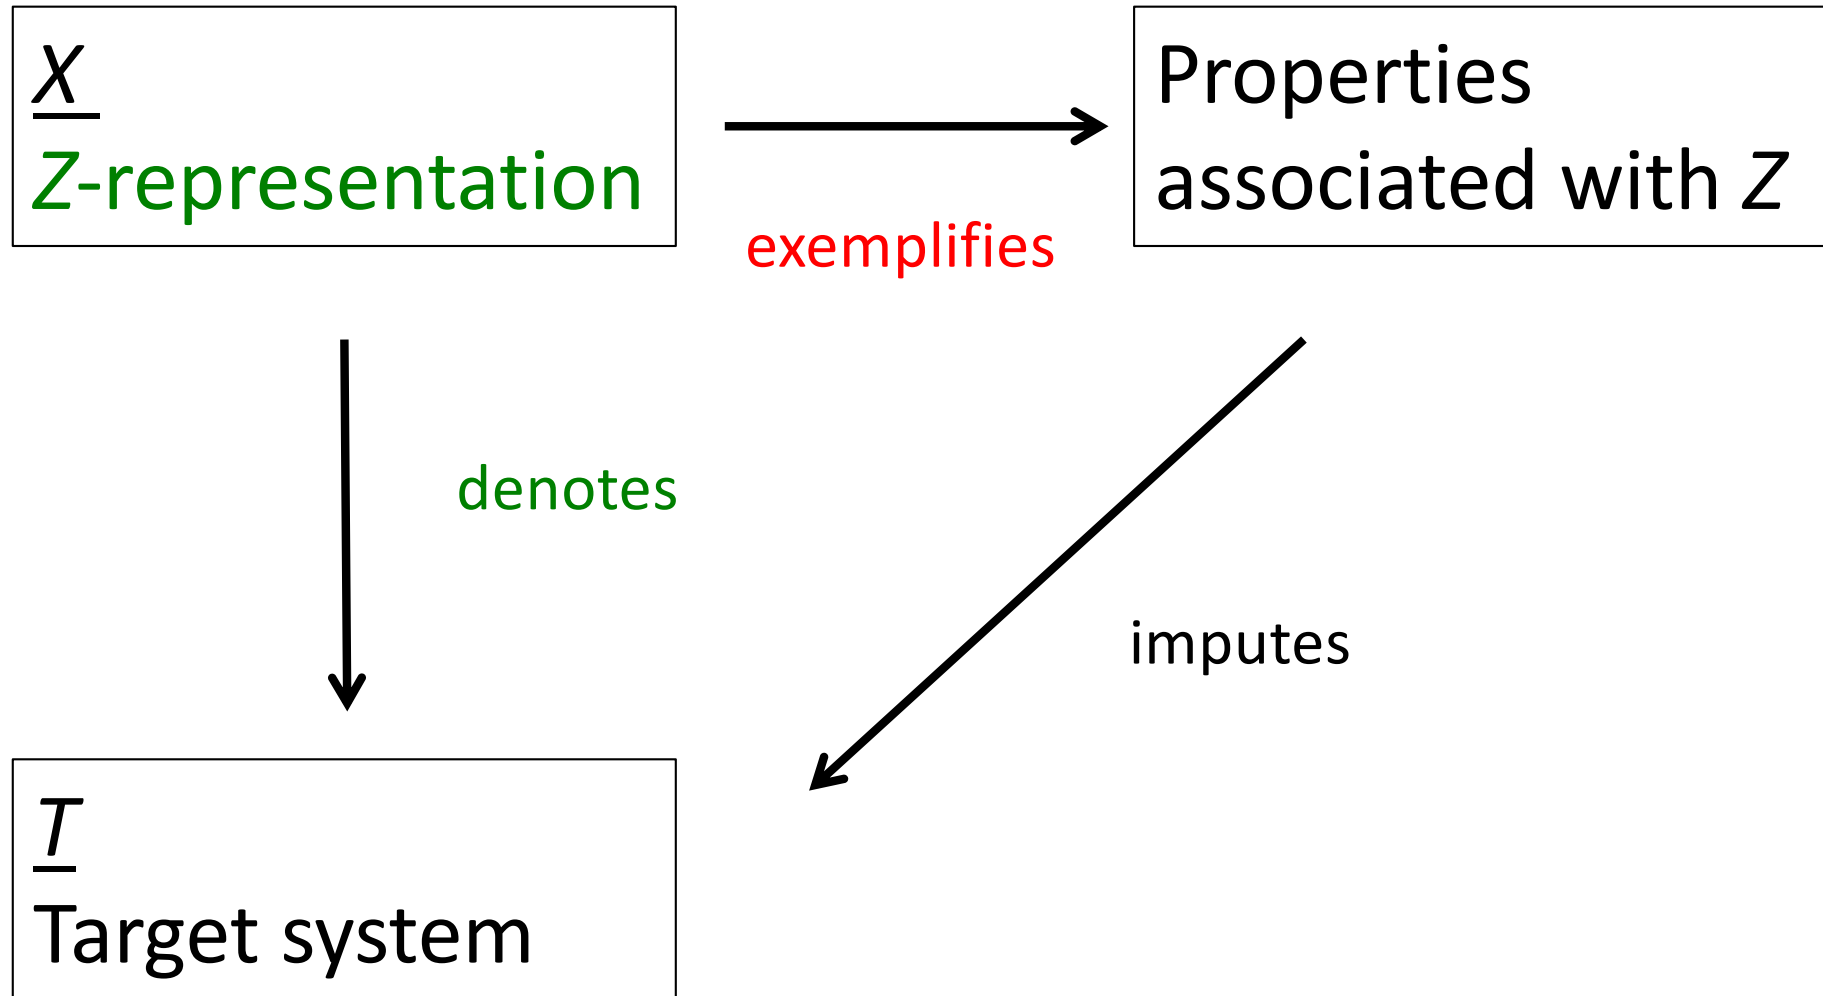 X
Z-representation
exemplifies
Properties
associated with Z
denotes
imputes
T
Target system